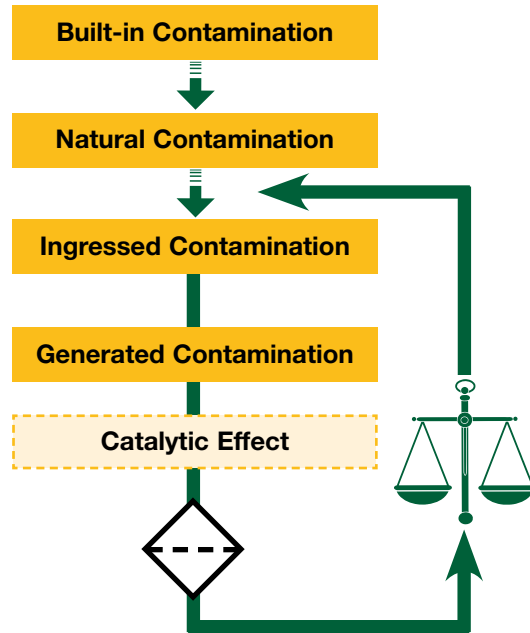 Built-in Contamination
Natural Contamination
Ingressed Contamination
Generated Contamination
Catalytic Effect